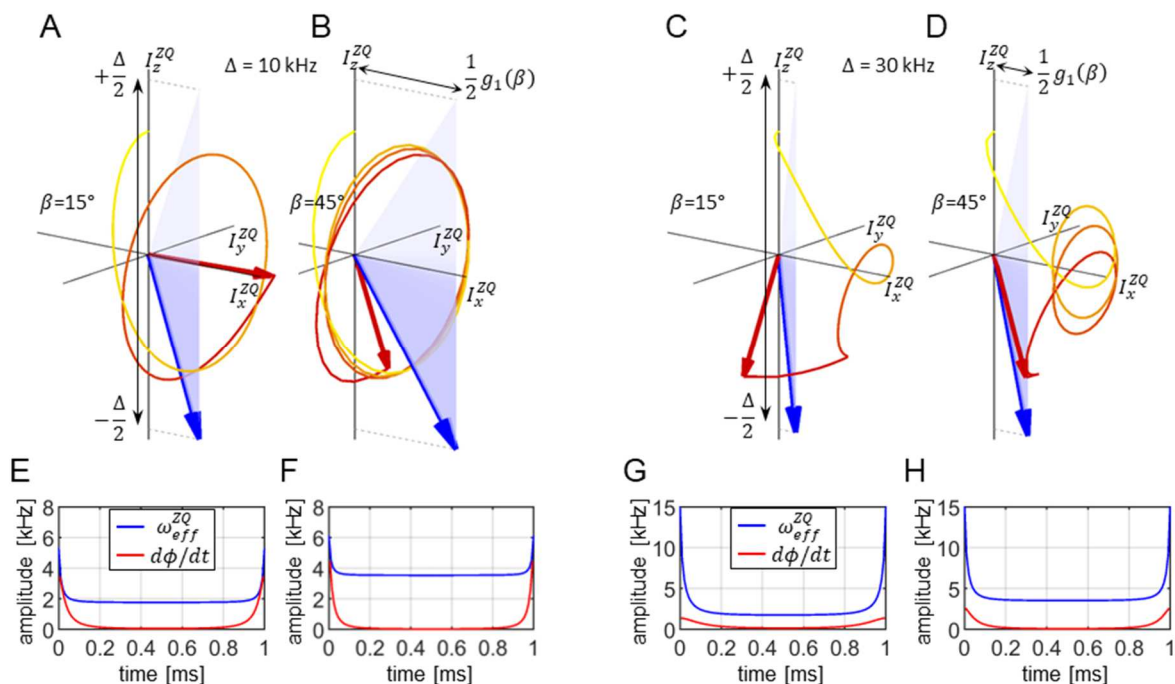 A
B
C
D
+Δ/2
I_z^{ZQ}
Δ = 10 kHz
I_z^{ZQ}
1/2 g_1(β)
+Δ/2
I_z^{ZQ}
Δ = 30 kHz
I_z^{ZQ}
1/2 g_1(β)
β=15°
I_y^{ZQ}
I_x^{ZQ}
β=45°
I_y^{ZQ}
I_x^{ZQ}
β=15°
I_y^{ZQ}
I_x^{ZQ}
β=45°
I_y^{ZQ}
I_x^{ZQ}
−Δ/2
−Δ/2
E
amplitude [kHz]
8
6
4
2
0
ω_{eff}^{ZQ}
dϕ/dt
0 0.2 0.4 0.6 0.8 1
time [ms]
F
amplitude [kHz]
8
6
4
2
0
0 0.2 0.4 0.6 0.8 1
time [ms]
G
amplitude [kHz]
15
10
5
0
ω_{eff}^{ZQ}
dϕ/dt
0 0.2 0.4 0.6 0.8 1
time [ms]
H
amplitude [kHz]
15
10
5
0
0 0.2 0.4 0.6 0.8 1
time [ms]